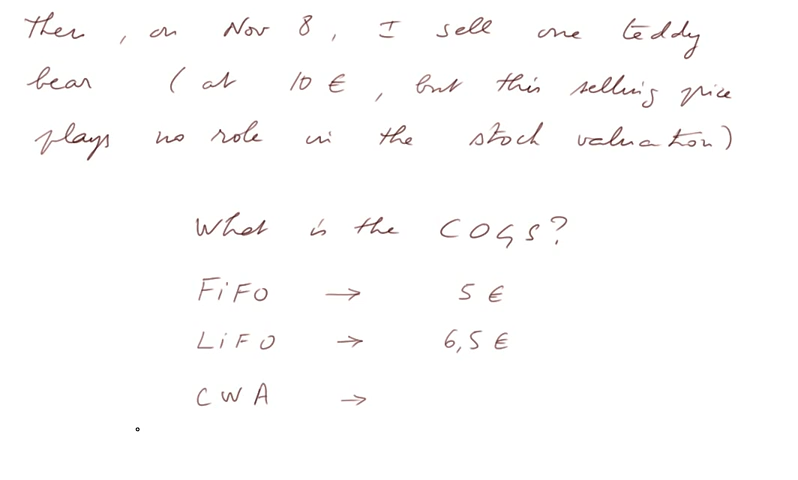 then, on Nov 8, I sell one teddy
bear (at 10 €, but this selling price
plays no role in the stock valuation)
What is the COGS?
FiFO → 5 €
LiFO → 6,5 €
CWA →